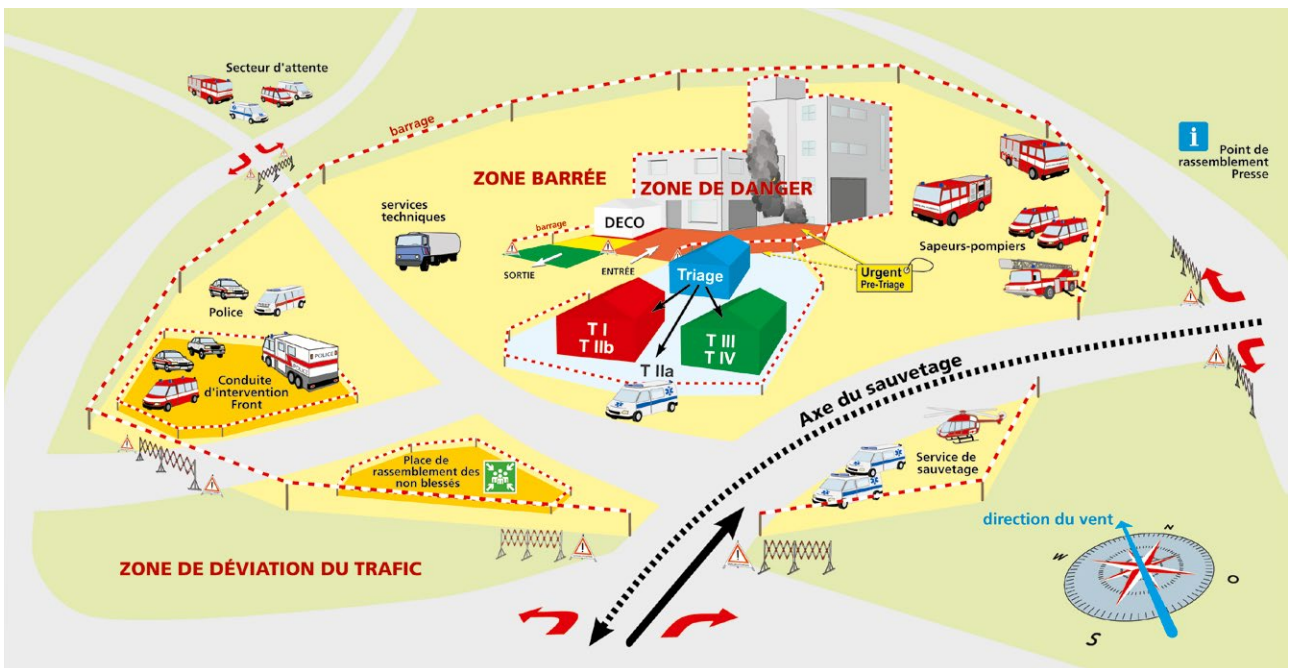 Secteur d'attente
barrage
i
Point de
rassemblement
Presse
ZONE BARRÉE
ZONE DE DANGER
services
techniques
DECO
barrage
Sapeurs-pompiers
SORTIE
ENTRÉE
Triage
Urgent
Pre-Triage
Police
POLICE
T I
T IIb
T III
T IV
T IIa
Conduite
d'intervention
Front
Axe du sauvetage
Place de
rassemblement des
non blessés
Service de
sauvetage
direction du vent
N
W
O
S
ZONE DE DÉVIATION DU TRAFIC